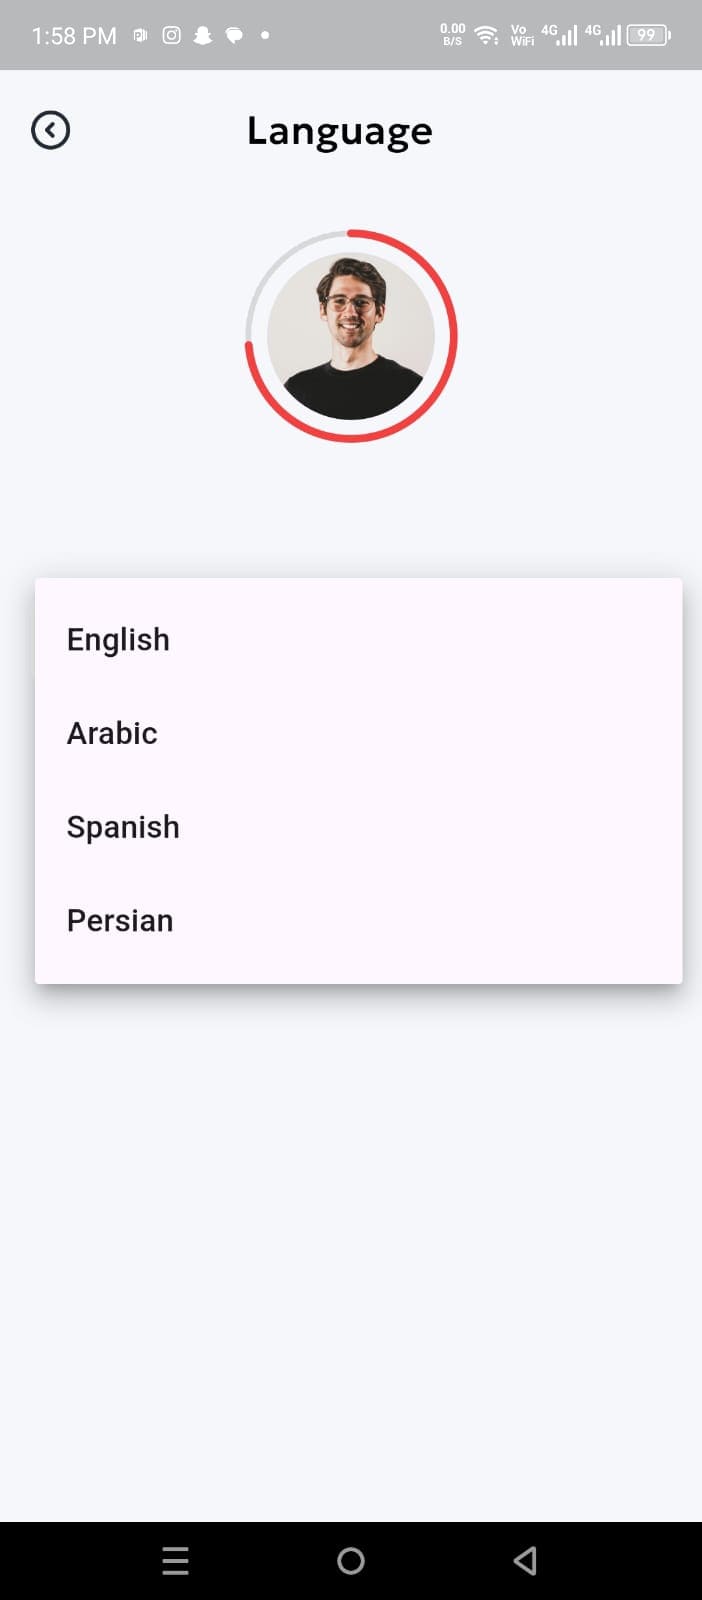 1:58 PM
0.00
B/S
Vo
WiFi
4G
4G
99
Language
English
Arabic
Spanish
Persian